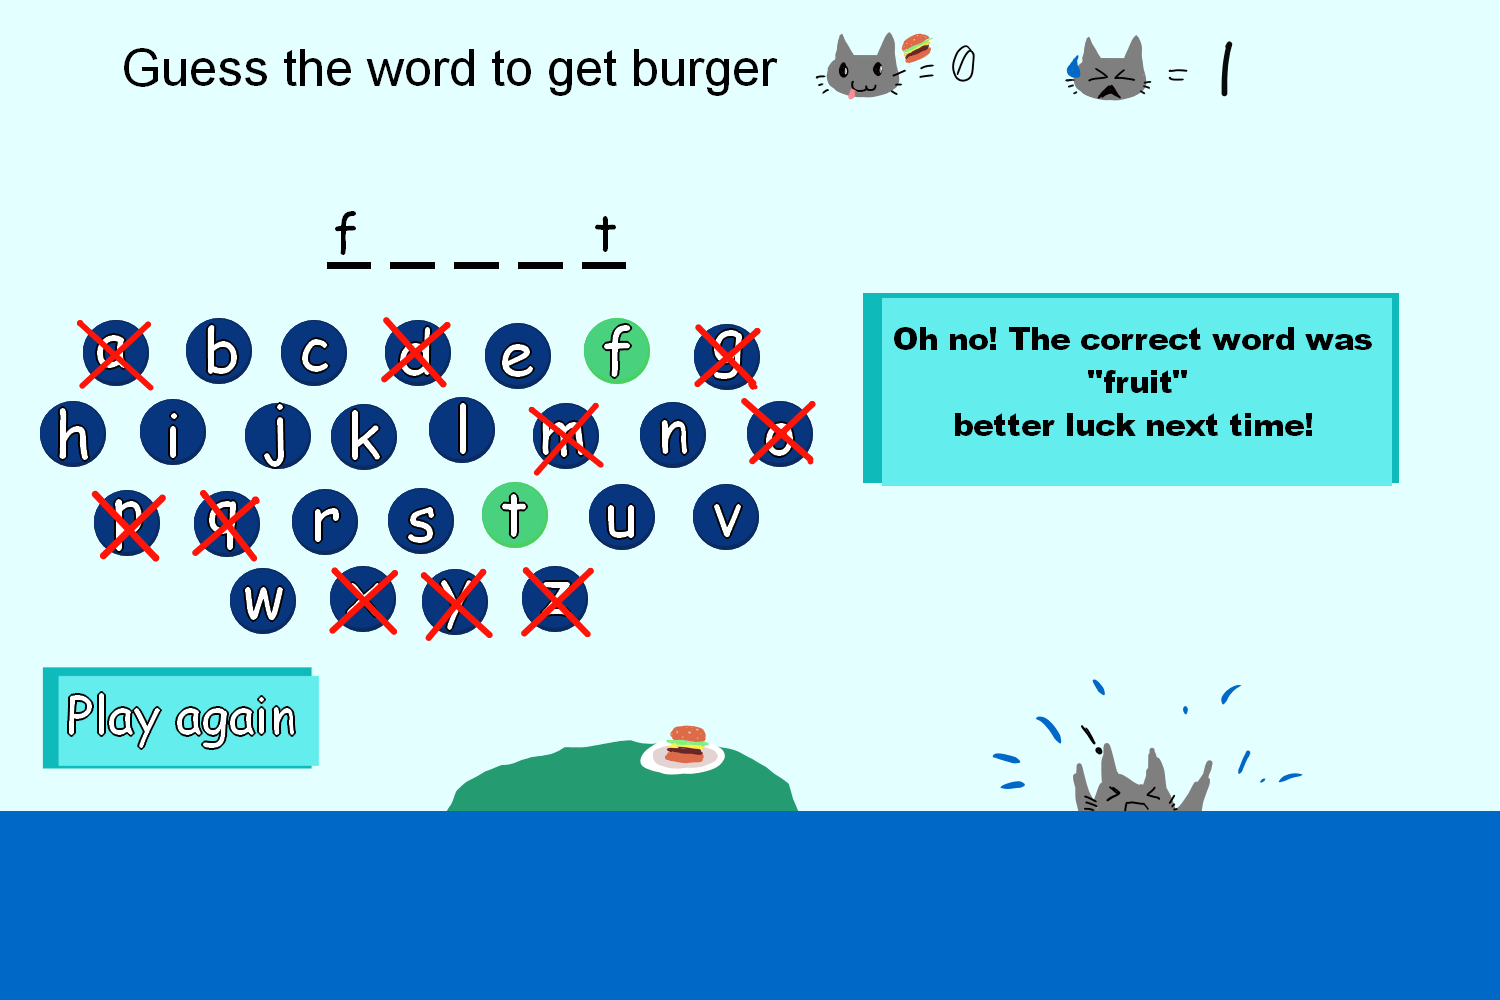 Guess the word to get burger = 0 = 1
f _ _ _ t
a b c d e f g
h i j k l m n o
p q r s t u v
w x y z
Oh no! The correct word was
"fruit"
better luck next time!
Play again